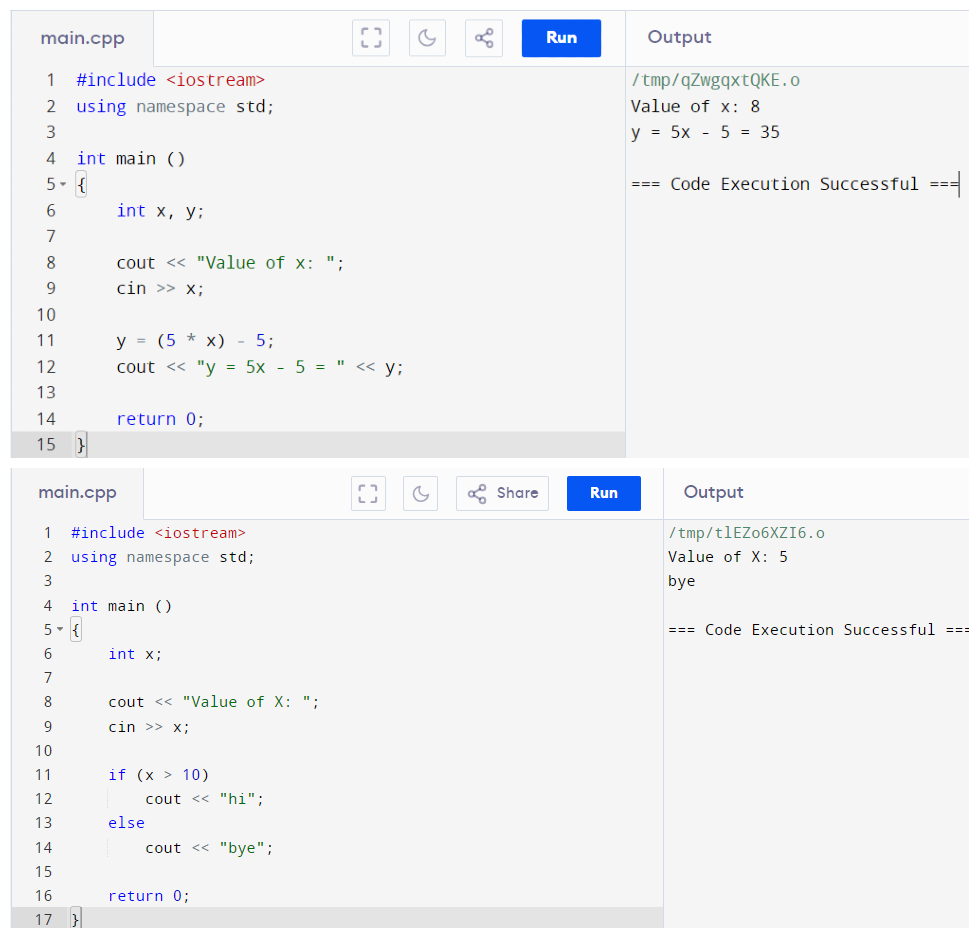 main.cpp Run Output
1 #include <iostream>
2 using namespace std;
3
4 int main ()
5 {
6     int x, y;
7
8     cout << "Value of x: ";
9     cin >> x;
10
11     y = (5 * x) - 5;
12     cout << "y = 5x - 5 = " << y;
13
14     return 0;
15 }
/tmp/qZwgqxtQKE.o
Value of x: 8
y = 5x - 5 = 35
=== Code Execution Successful ===
main.cpp Share Run Output
1 #include <iostream>
2 using namespace std;
3
4 int main ()
5 {
6     int x;
7
8     cout << "Value of X: ";
9     cin >> x;
10
11     if (x > 10)
12         cout << "hi";
13     else
14         cout << "bye";
15
16     return 0;
17 }
/tmp/tlEZo6XZI6.o
Value of X: 5
bye
=== Code Execution Successful ===